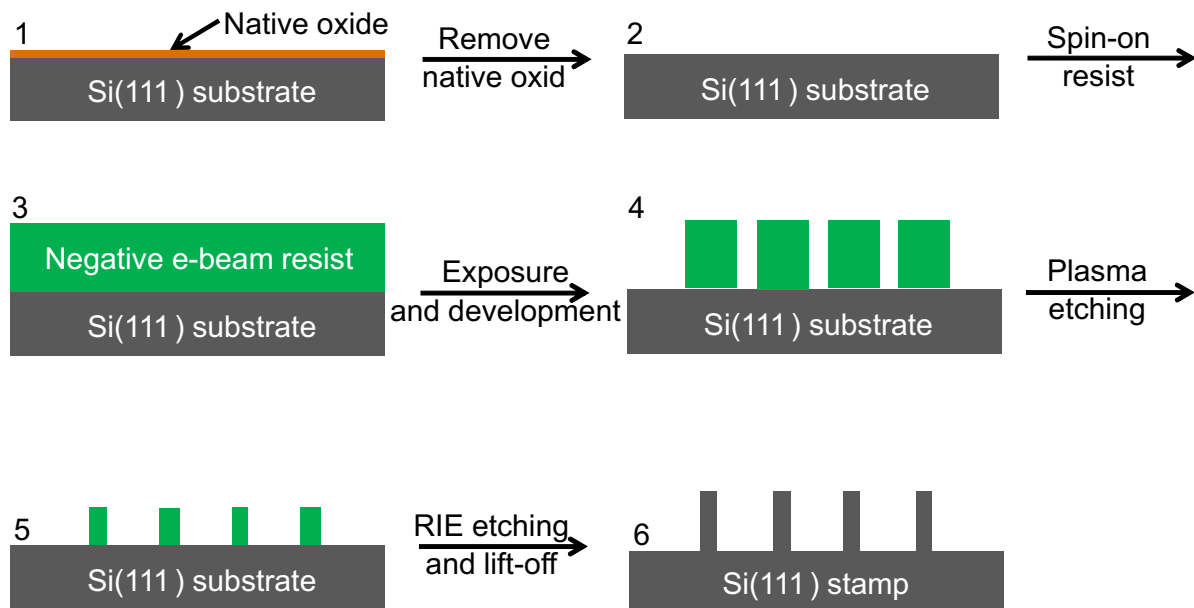 1
Native oxide
Si(111) substrate
Remove
native oxid
2
Si(111) substrate
Spin-on
resist
3
Negative e-beam resist
Si(111) substrate
Exposure
and development
4
Si(111) substrate
Plasma
etching
5
Si(111) substrate
RIE etching
and lift-off
6
Si(111) stamp